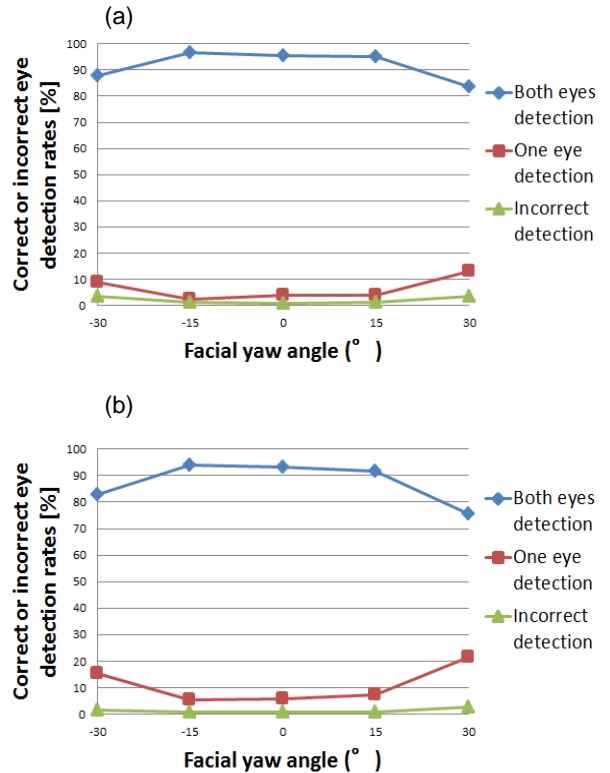 (a)
Correct or incorrect eye
detection rates [%]
100
90
80
70
60
50
40
30
20
10
0
-30 -15 0 15 30
Facial yaw angle (° )
Both eyes
detection
One eye
detection
Incorrect
detection
(b)
Correct or incorrect eye
detection rates [%]
100
90
80
70
60
50
40
30
20
10
0
-30 -15 0 15 30
Facial yaw angle (° )
Both eyes
detection
One eye
detection
Incorrect
detection